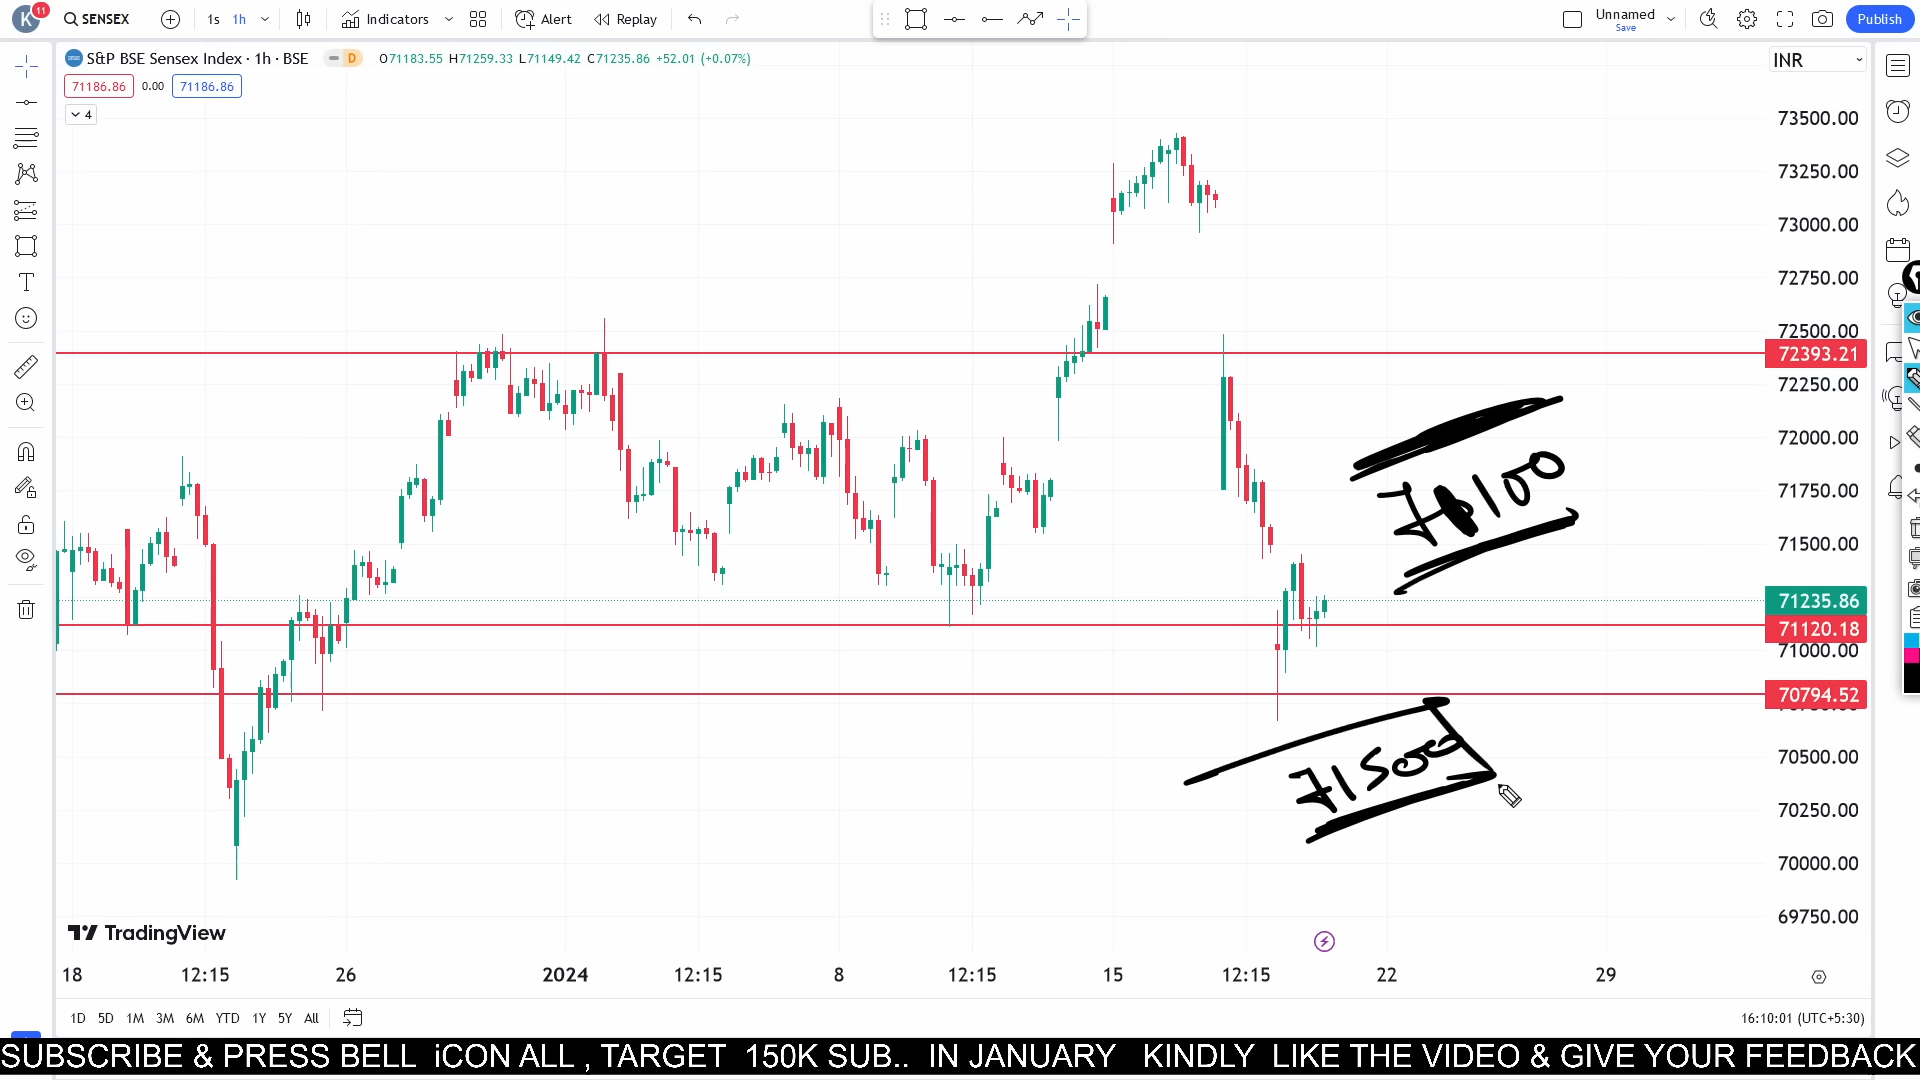 K 11 SENSEX 1s 1h Indicators Alert Replay Unnamed Save Publish
S&P BSE Sensex Index · 1h · BSE D O71183.55 H71259.33 L71149.42 C71235.86 +52.01 (+0.07%) INR
71186.86 0.00 71186.86
4
73500.00
73250.00
73000.00
72750.00
72500.00
72393.21
72250.00
72000.00
71750.00
71500.00
71235.86
71120.18
71000.00
70794.52
70500.00
70250.00
70000.00
69750.00
71500
TradingView
18 12:15 26 2024 12:15 8 12:15 15 12:15 22 29
1D 5D 1M 3M 6M YTD 1Y 5Y All 16:10:01 (UTC+5:30)
SUBSCRIBE & PRESS BELL iCON ALL , TARGET 150K SUB.. IN JANUARY KINDLY LIKE THE VIDEO & GIVE YOUR FEEDBACK